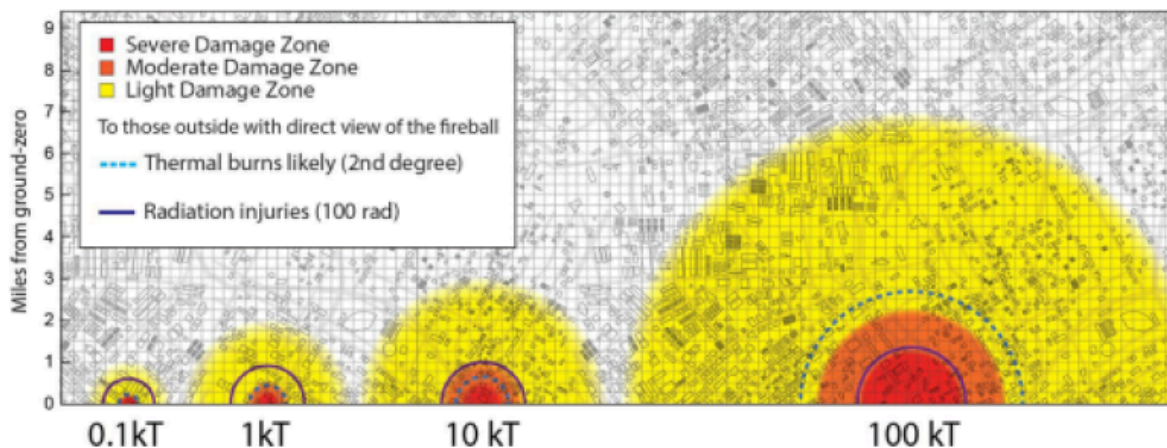 Miles from ground-zero
9
8
7
6
5
4
3
2
1
0
Severe Damage Zone
Moderate Damage Zone
Light Damage Zone
To those outside with direct view of the fireball
Thermal burns likely (2nd degree)
Radiation injuries (100 rad)
0.1kT
1kT
10 kT
100 kT